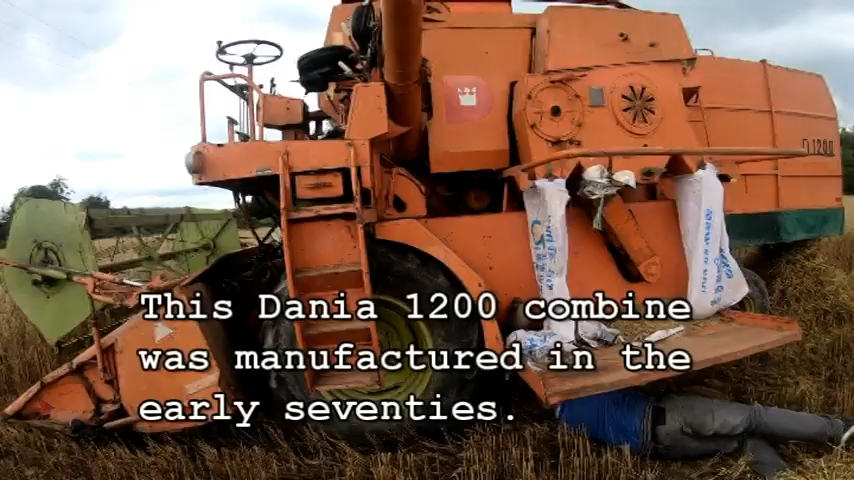 D 1200
This Dania 1200 combine
was manufactured in the
early seventies.